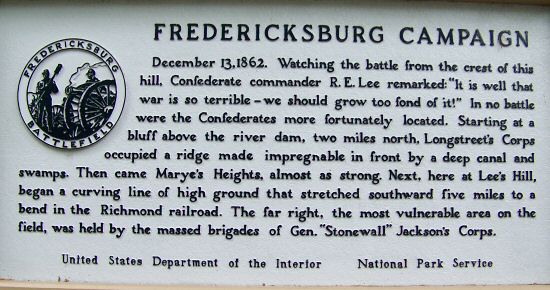 FREDERICKSBURG CAMPAIGN
FREDERICKSBURG
BATTLEFIELD
December 13,1862. Watching the battle from the crest of this
hill, Confederate commander R. E. Lee remarked: "It is well that
war is so terrible – we should grow too fond of it!" In no battle
were the Confederates more fortunately located. Starting at a
bluff above the river dam, two miles north, Longstreet's Corps
occupied a ridge made impregnable in front by a deep canal and
swamps. Then came Marye's Heights, almost as strong. Next, here at Lee's Hill,
began a curving line of high ground that stretched southward five miles to a
bend in the Richmond railroad. The far right, the most vulnerable area on the
field, was held by the massed brigades of Gen. "Stonewall" Jackson's Corps.
United States Department of the Interior National Park Service